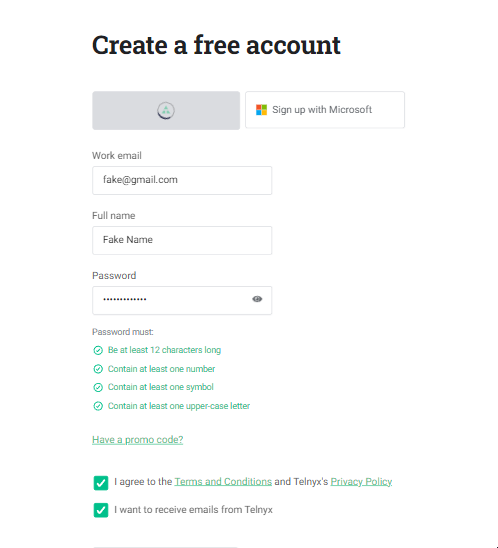 Create a free account
Sign up with Microsoft
Work email
fake@gmail.com
Full name
Fake Name
Password
•••••••••••••
Password must:
Be at least 12 characters long
Contain at least one number
Contain at least one symbol
Contain at least one upper-case letter
Have a promo code?
I agree to the Terms and Conditions and Telnyx's Privacy Policy
I want to receive emails from Telnyx